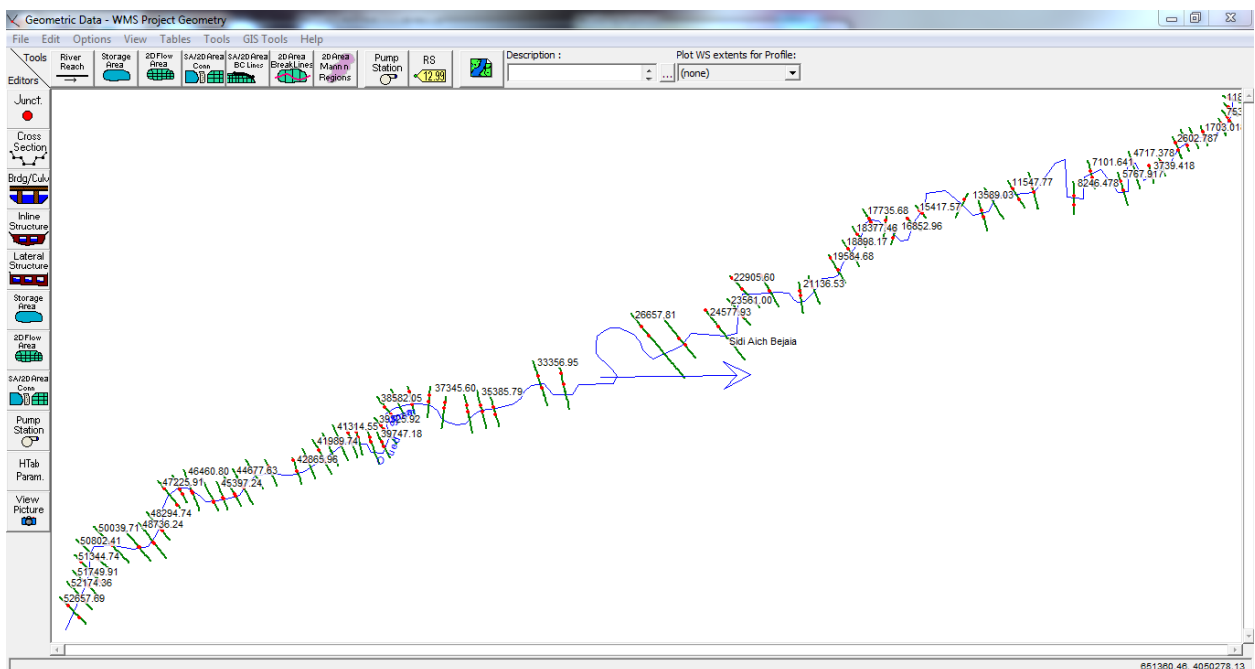 Geometric Data - WMS Project Geometry
File Edit Options View Tables Tools GIS Tools Help
Tools
Editors
River
Reach
Storage
Area
2D Flow
Area
SA/2D Area
Conn
SA/2D Area
BC Lines
2D Area
BreakLines
2D Area
Mann n
Regions
Pump
Station
RS
12.99
Description :
...
Plot WS extents for Profile:
(none)
Junct.
Cross
Section
Brdg/Culv
Inline
Structure
Lateral
Structure
Storage
Area
2D Flow
Area
SA/2D Area
Conn
Pump
Station
HTab
Param.
View
Picture
1703.01
2602.787
4717.378
3739.418
7101.641
5767.917
8246.478
11547.77
13589.03
15417.57
17735.68
16852.96
18377.46
18898.17
19584.68
21136.53
22905.60
23561.00
24577.93
26657.81
Sidi Aich Bejaia
33356.95
35385.79
37345.60
38582.05
39747.18
41314.55
41989.74
42865.96
44677.63
45397.24
46460.80
47225.91
48294.74
48736.24
50039.71
50802.41
51344.74
51749.91
52174.36
52657.69
651360.46, 4050278.13